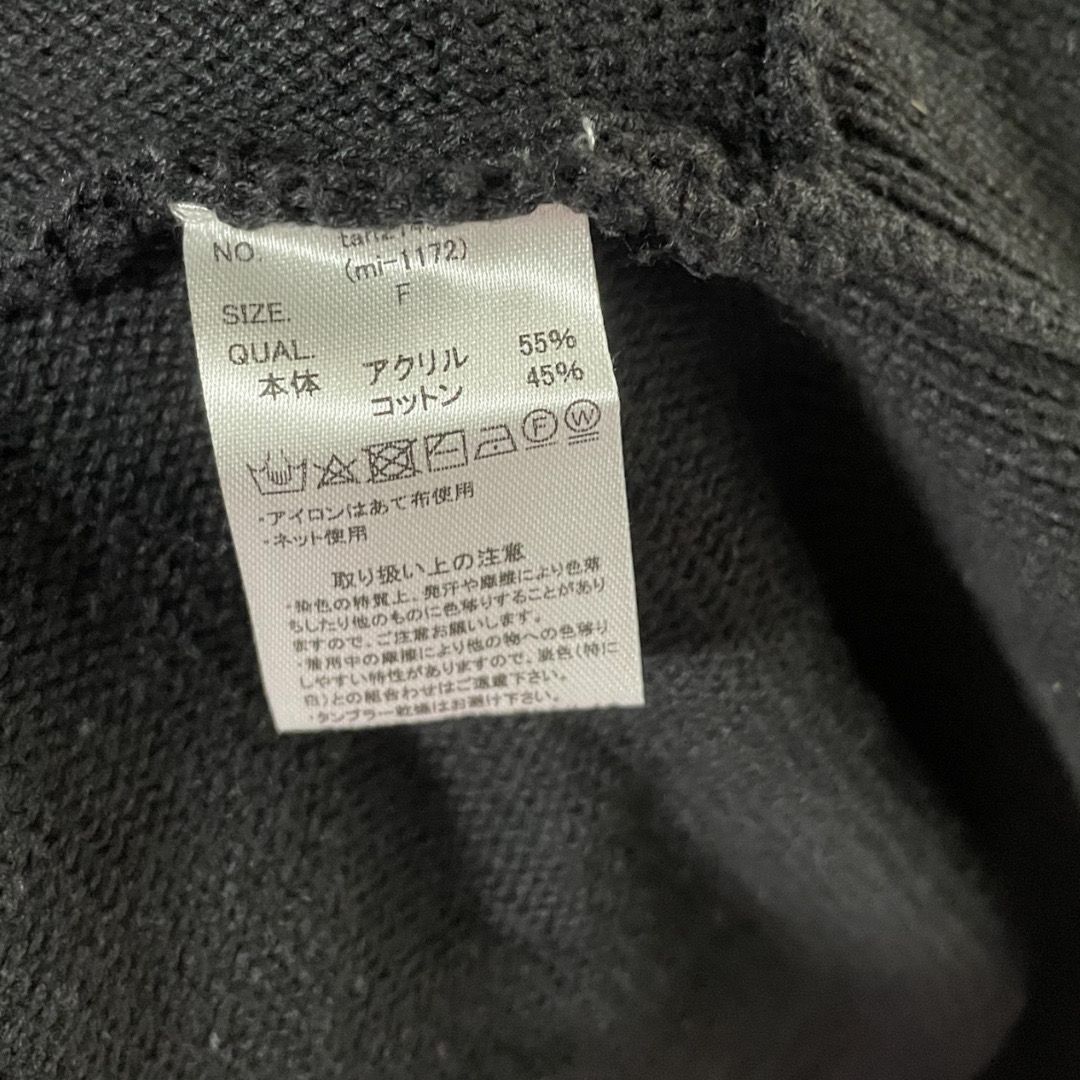 NO.
(mi-1172)
SIZE. F
QUAL.
本体 アクリル 55%
コットン 45%
F W
・アイロンはあて布使用
・ネット使用
取り扱い上の注意
・染色の特質上、発汗や摩擦により色落
ちしたり他のものに色移りすることがあり
ますので、ご注意お願いします。
・着用中の摩擦により他の物への色移り
しやすい特性がありますので、淡色(特に
白)との組合わせはご遠慮下さい。
・タンブラー乾燥はお避け下さい。